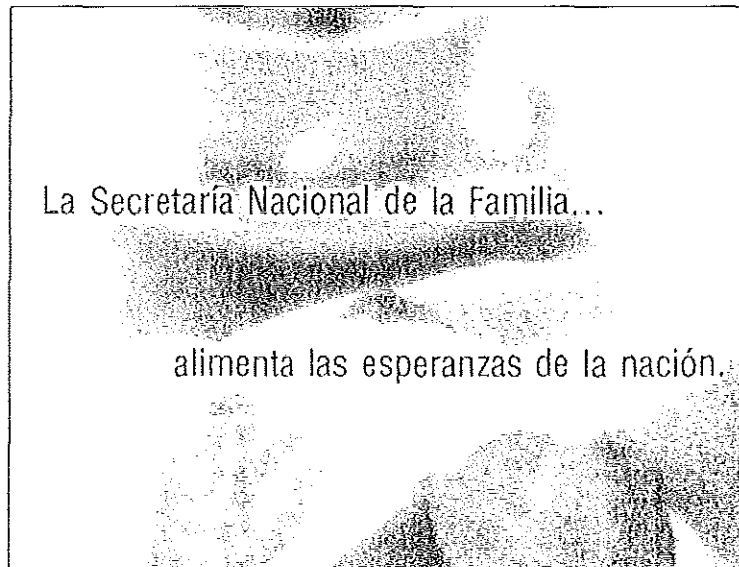 La Secretaría Nacional de la Familia...
alimenta las esperanzas de la nación.